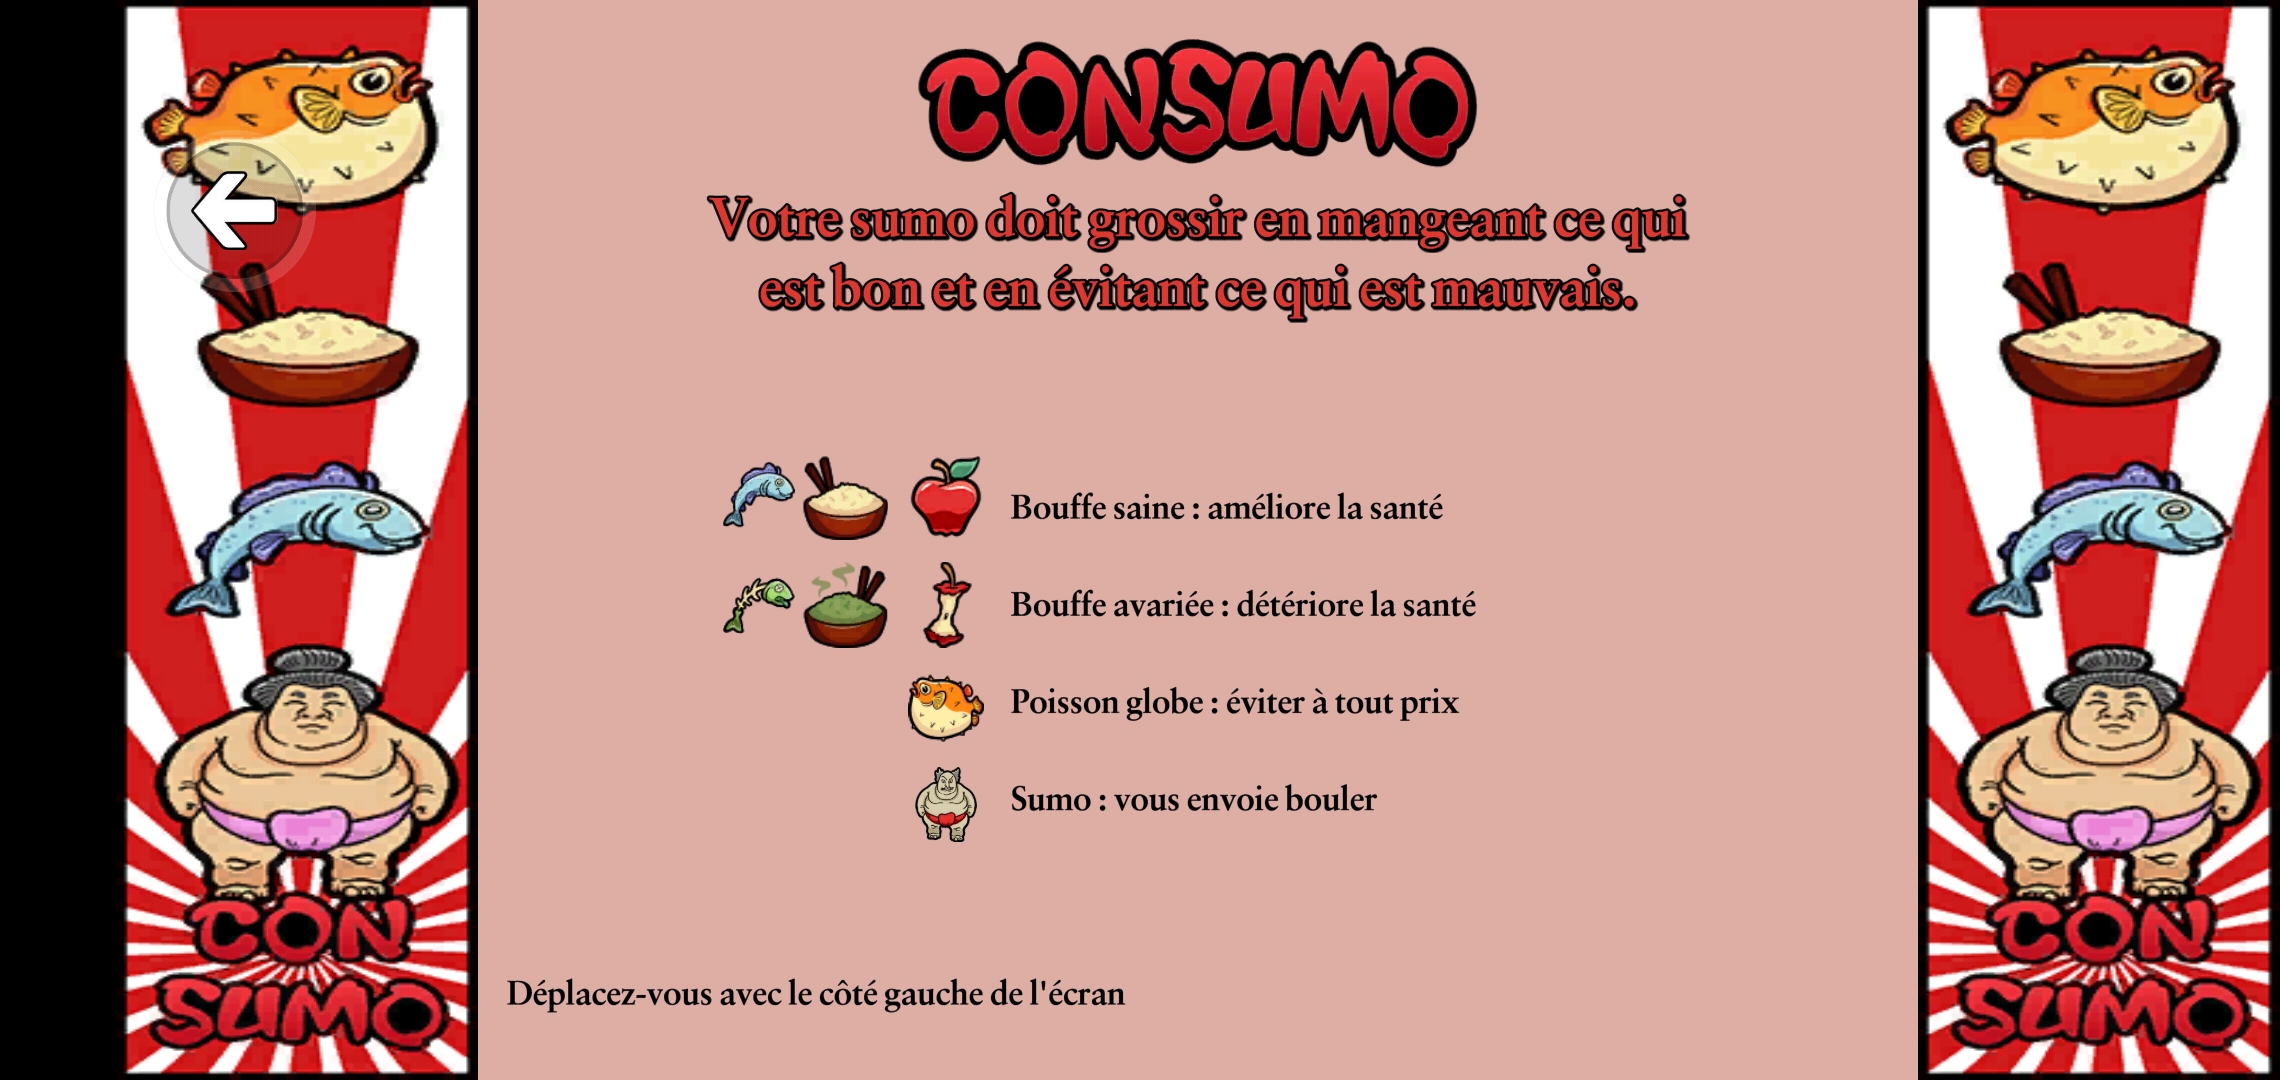 CONSUMO
Votre sumo doit grossir en mangeant ce qui
est bon et en évitant ce qui est mauvais.
Bouffe saine : améliore la santé
Bouffe avariée : détériore la santé
Poisson globe : éviter à tout prix
Sumo : vous envoie bouler
Déplacez-vous avec le côté gauche de l'écran
CON
SUMO
CON
SUMO